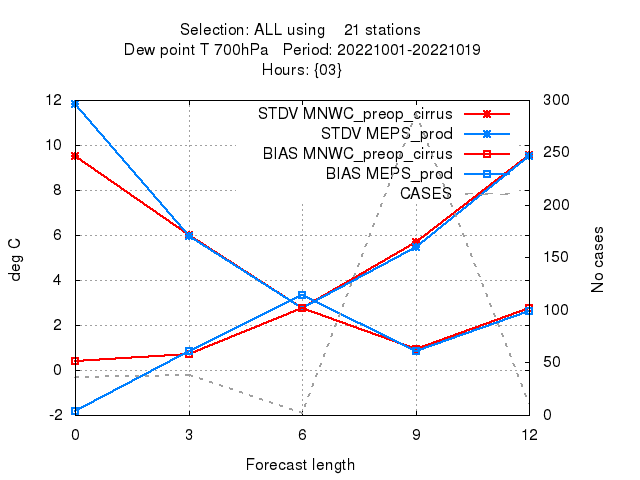 Selection: ALL using    21 stations
Dew point T 700hPa   Period: 20221001-20221019
Hours: {03}
STDV MNWC_preop_cirrus
STDV MEPS_prod
BIAS MNWC_preop_cirrus
BIAS MEPS_prod
CASES
12
10
8
6
4
2
0
-2
300
250
200
150
100
50
0
deg C
No cases
0 3 6 9 12
Forecast length